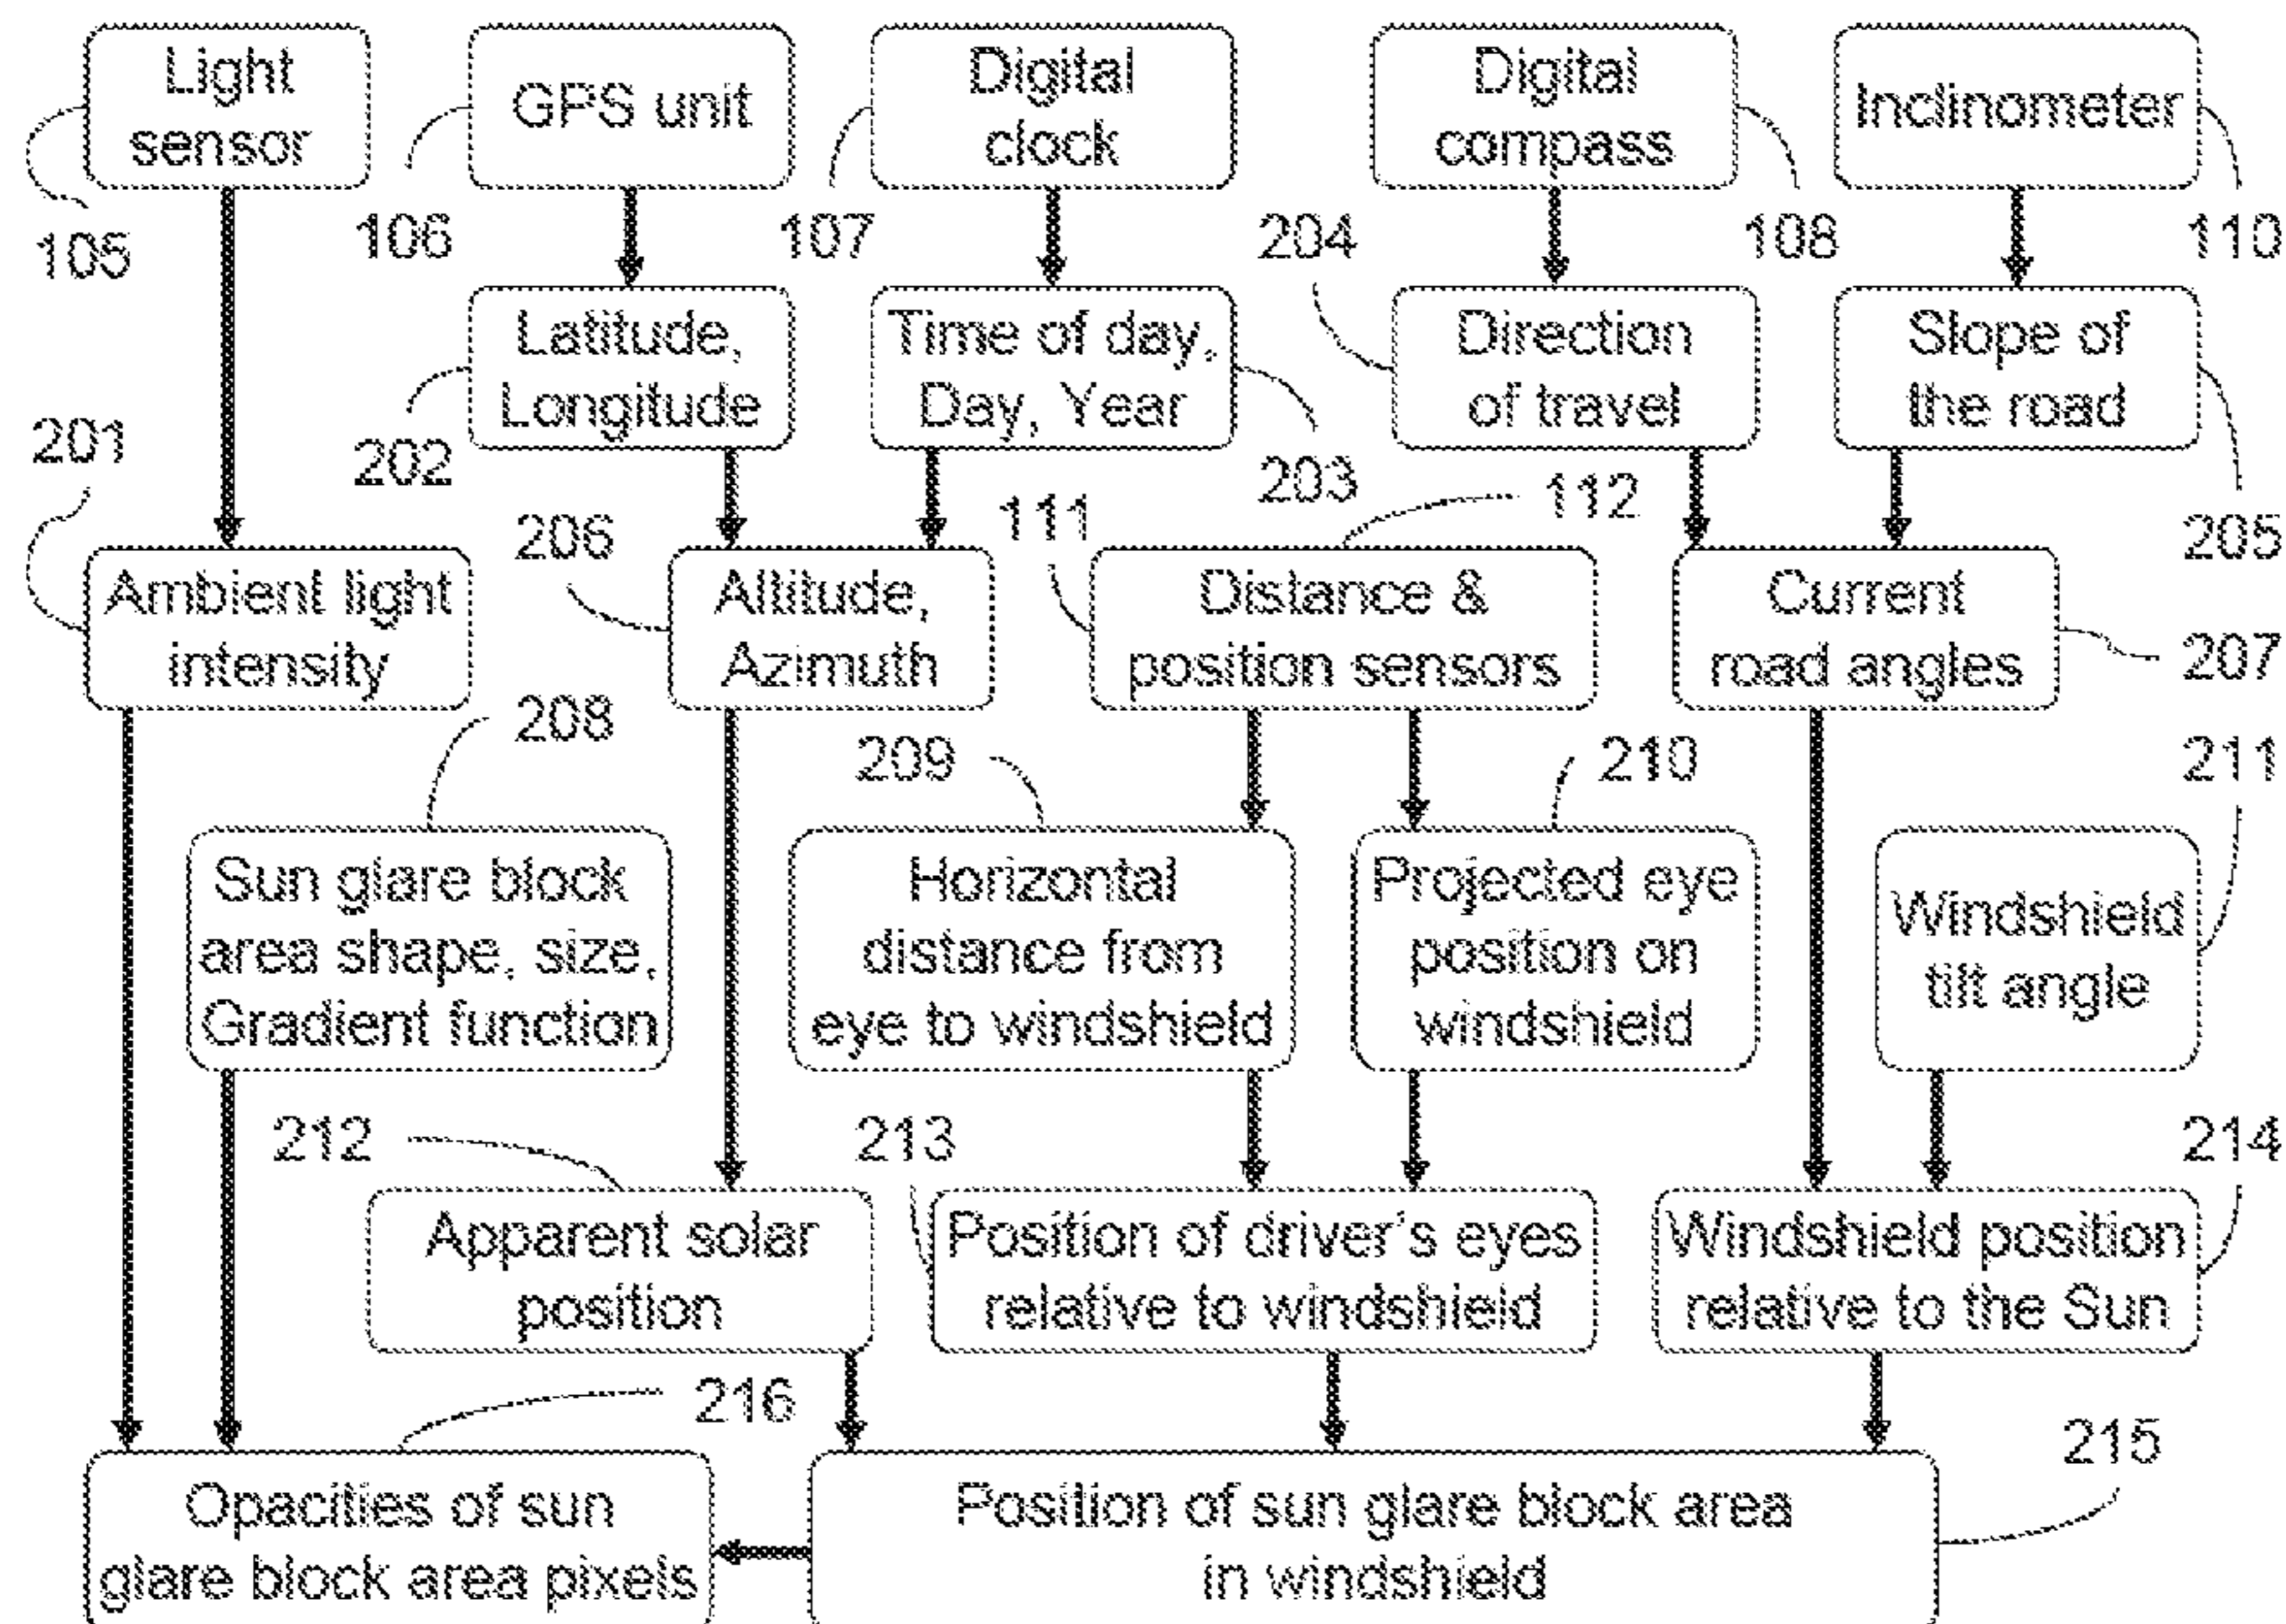 Light
sensor
GPS unit
Digital
clock
Digital
compass
Inclinometer
105
106
107
204
108
110
Latitude,
Longitude
Time of day,
Day, Year
Direction
of travel
Slope of
the road
201
202
203
205
206
111
112
Ambient light
intensity
Altitude,
Azimuth
Distance &
position sensors
Current
road angles
207
208
209
210
211
Sun glare block
area shape, size,
Gradient function
Horizontal
distance from
eye to windshield
Projected eye
position on
windshield
Windshield
tilt angle
212
213
214
Apparent solar
position
Position of driver's eyes
relative to windshield
Windshield position
relative to the Sun
216
215
Opacities of sun
glare block area pixels
Position of sun glare block area
in windshield